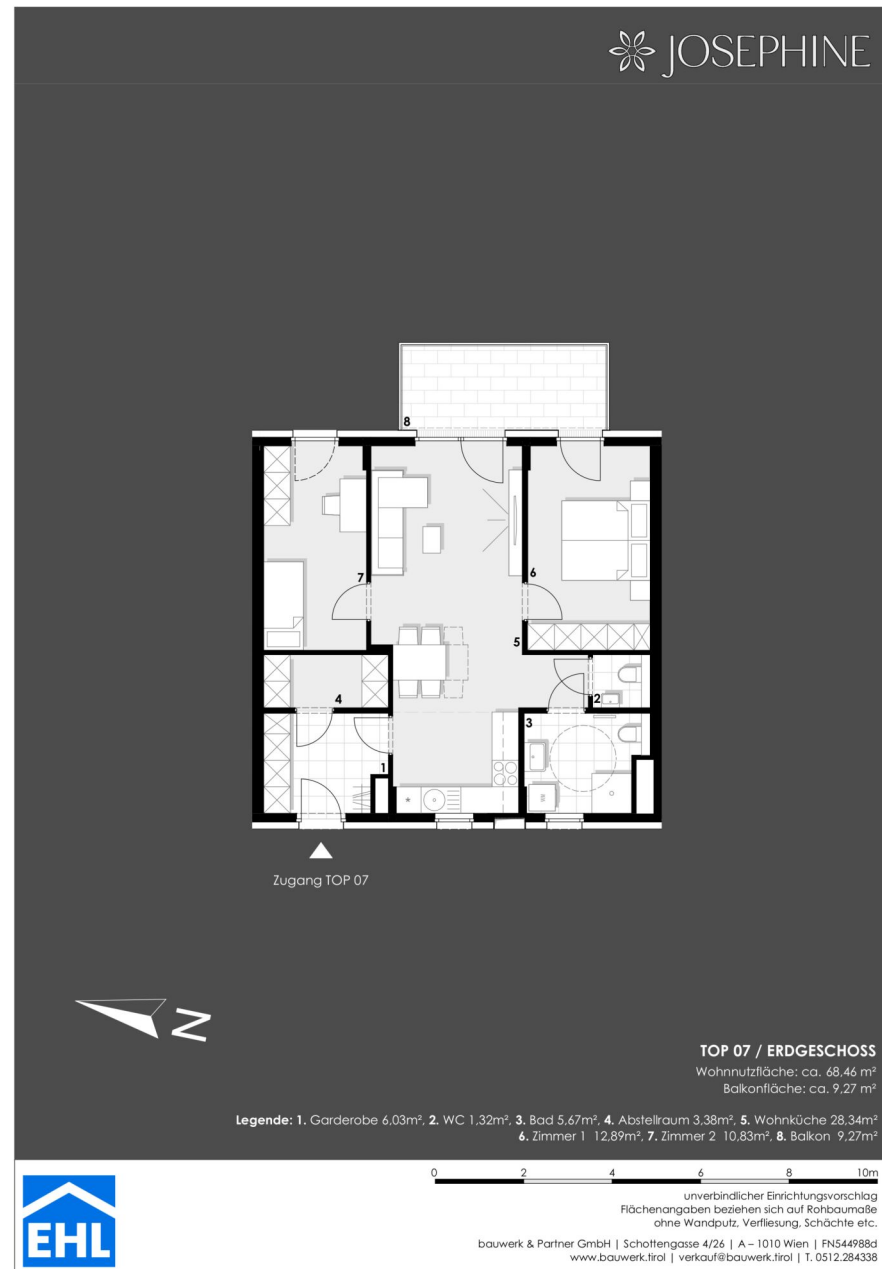 JOSEPHINE
8
7
6
5
4
2
3
1
Zugang TOP 07
N
TOP 07 / ERDGESCHOSS
Wohnnutzfläche: ca. 68,46 m²
Balkonfläche: ca. 9,27 m²
Legende: 1. Garderobe 6,03m², 2. WC 1,32m², 3. Bad 5,67m², 4. Abstellraum 3,38m², 5. Wohnküche 28,34m²
6. Zimmer 1 12,89m², 7. Zimmer 2 10,83m², 8. Balkon 9,27m²
0 2 4 6 8 10m
unverbindlicher Einrichtungsvorschlag
Flächenangaben beziehen sich auf Rohbaumaße
ohne Wandputz, Verfliesung, Schächte etc.
EHL
bauwerk & Partner GmbH | Schottengasse 4/26 | A – 1010 Wien | FN544988d
www.bauwerk.tirol | verkauf@bauwerk.tirol | T. 0512.284338